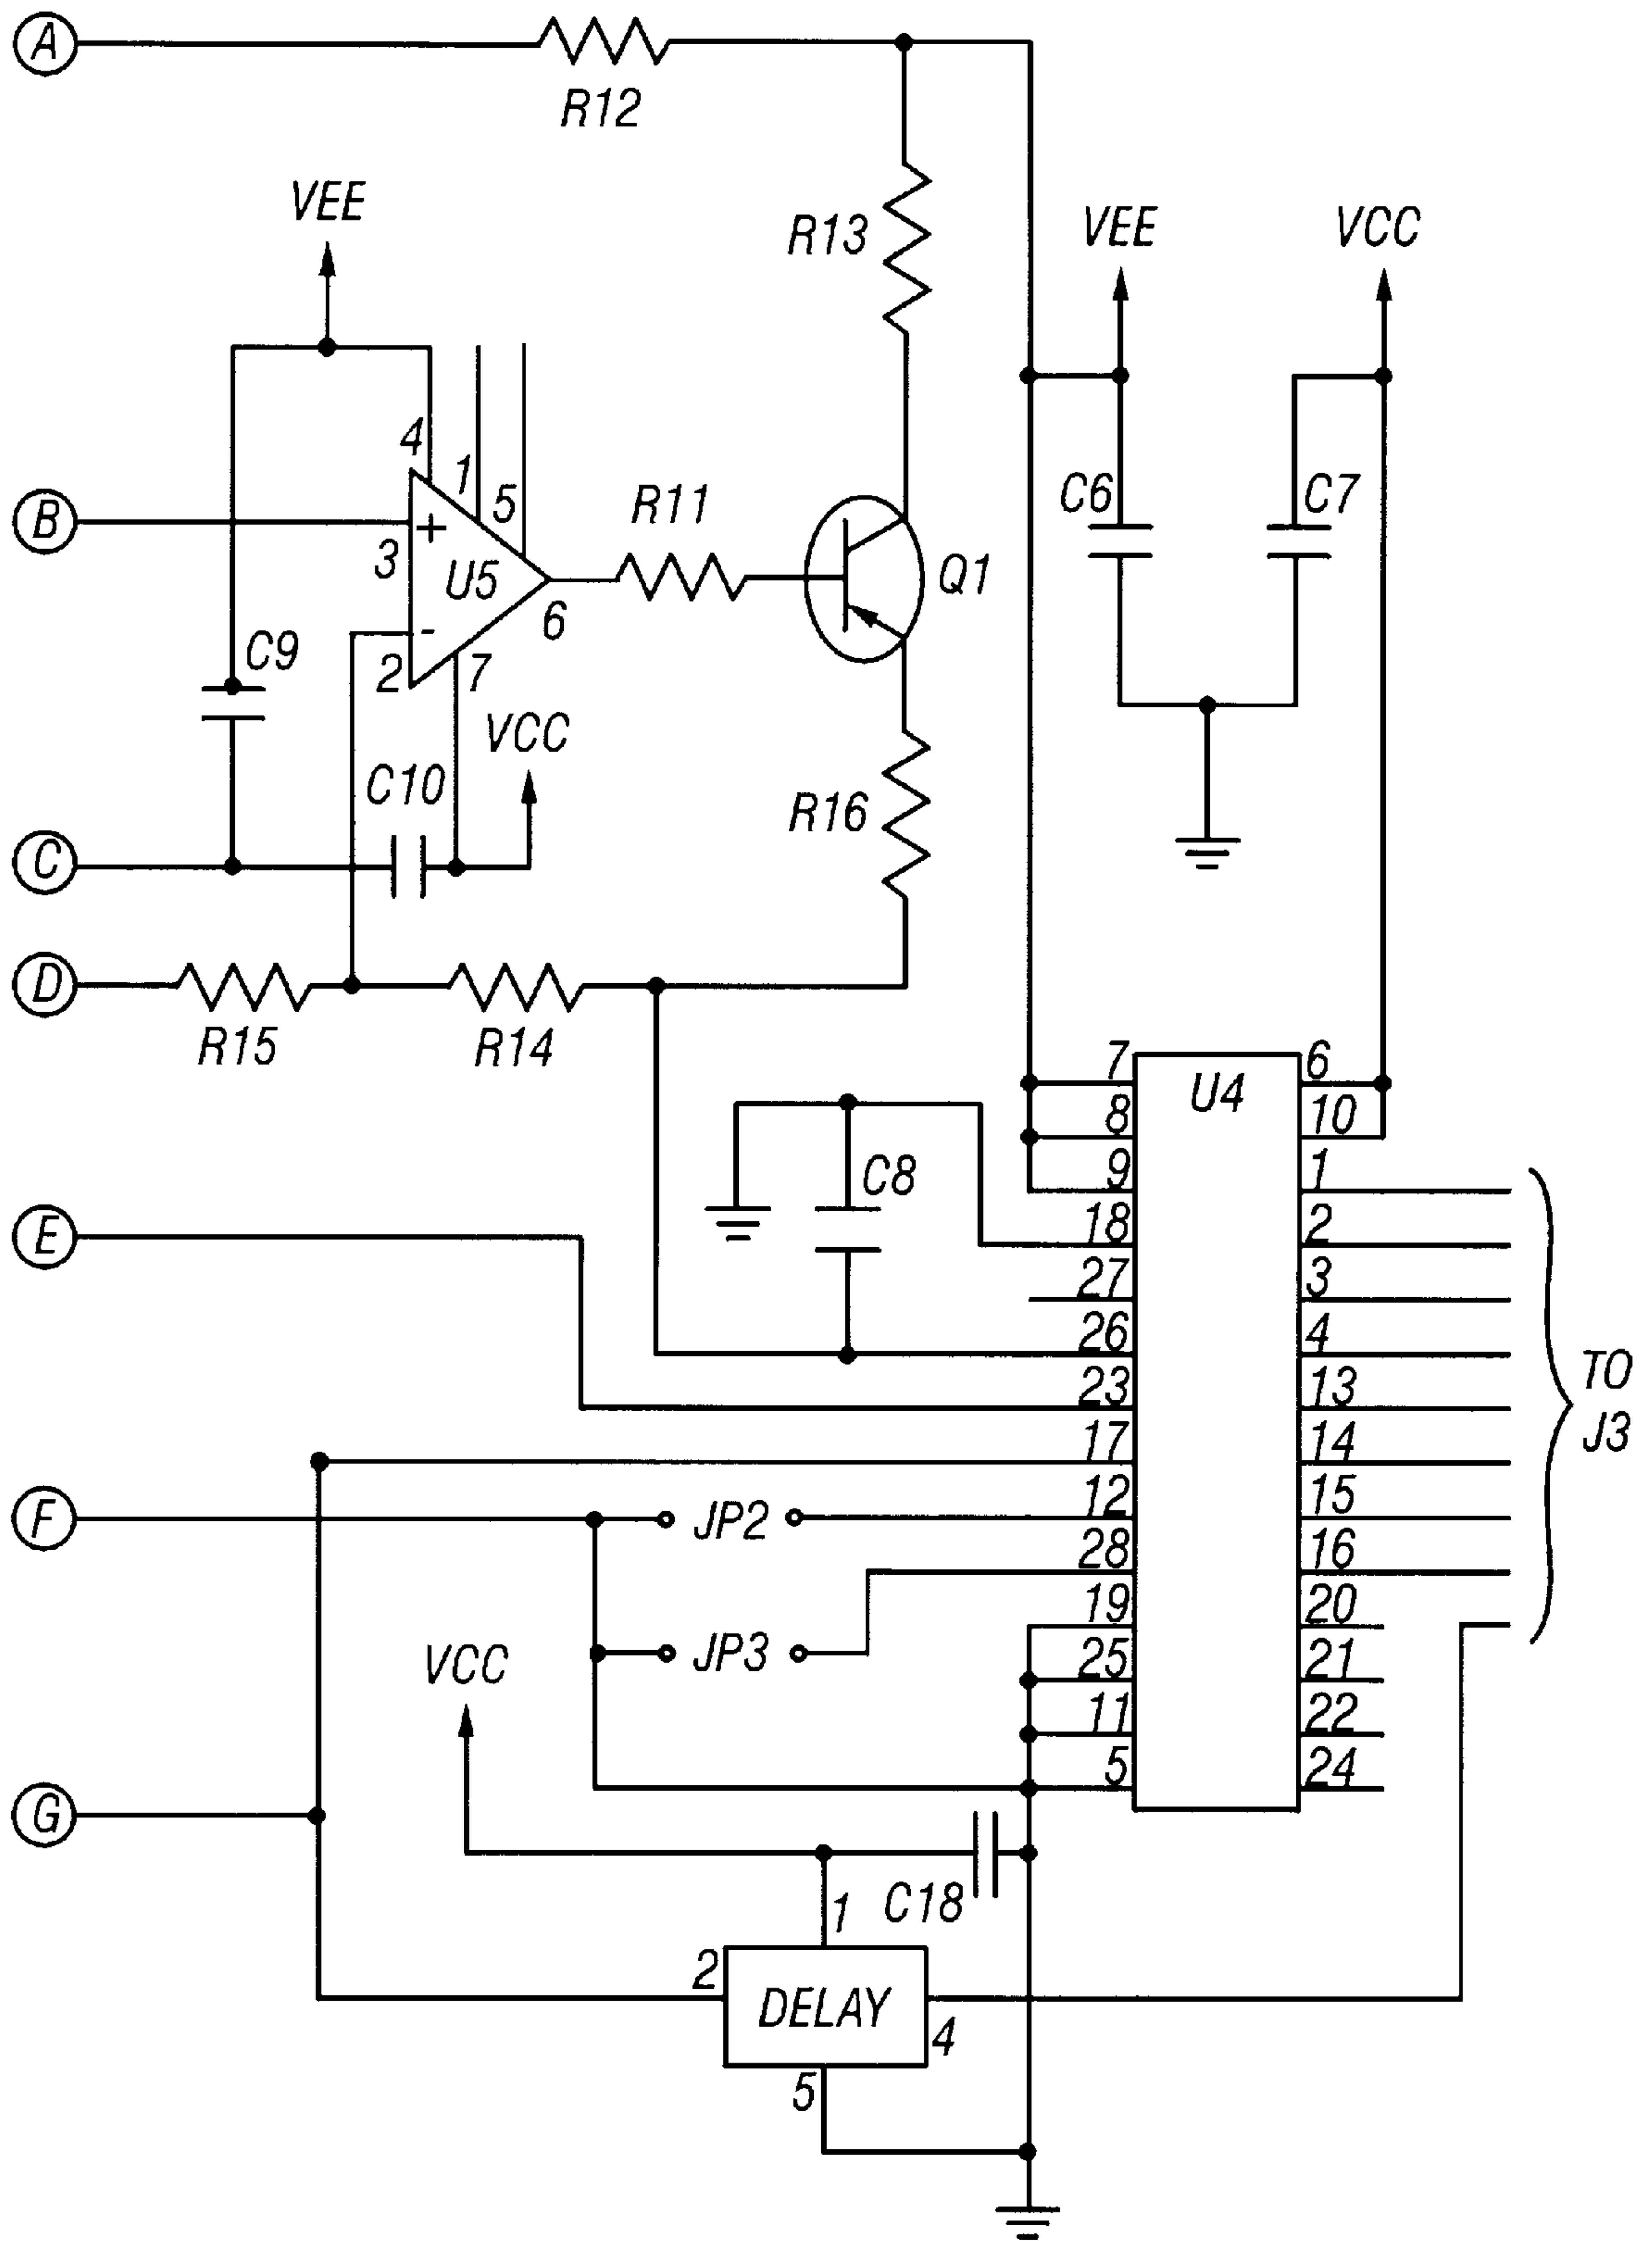 A
R12
VEE
R13
VEE
VCC
4
1
5
B
+
3
U5
R11
6
Q1
C6
C7
-
2
7
C9
VCC
C10
R16
C
D
R15
R14
7
U4
6
8
10
9
1
C8
18
2
E
27
3
26
4
23
13
TO
J3
17
14
12
15
F
JP2
28
16
19
20
JP3
VCC
25
21
11
22
5
24
G
1
C18
2
DELAY
4
5